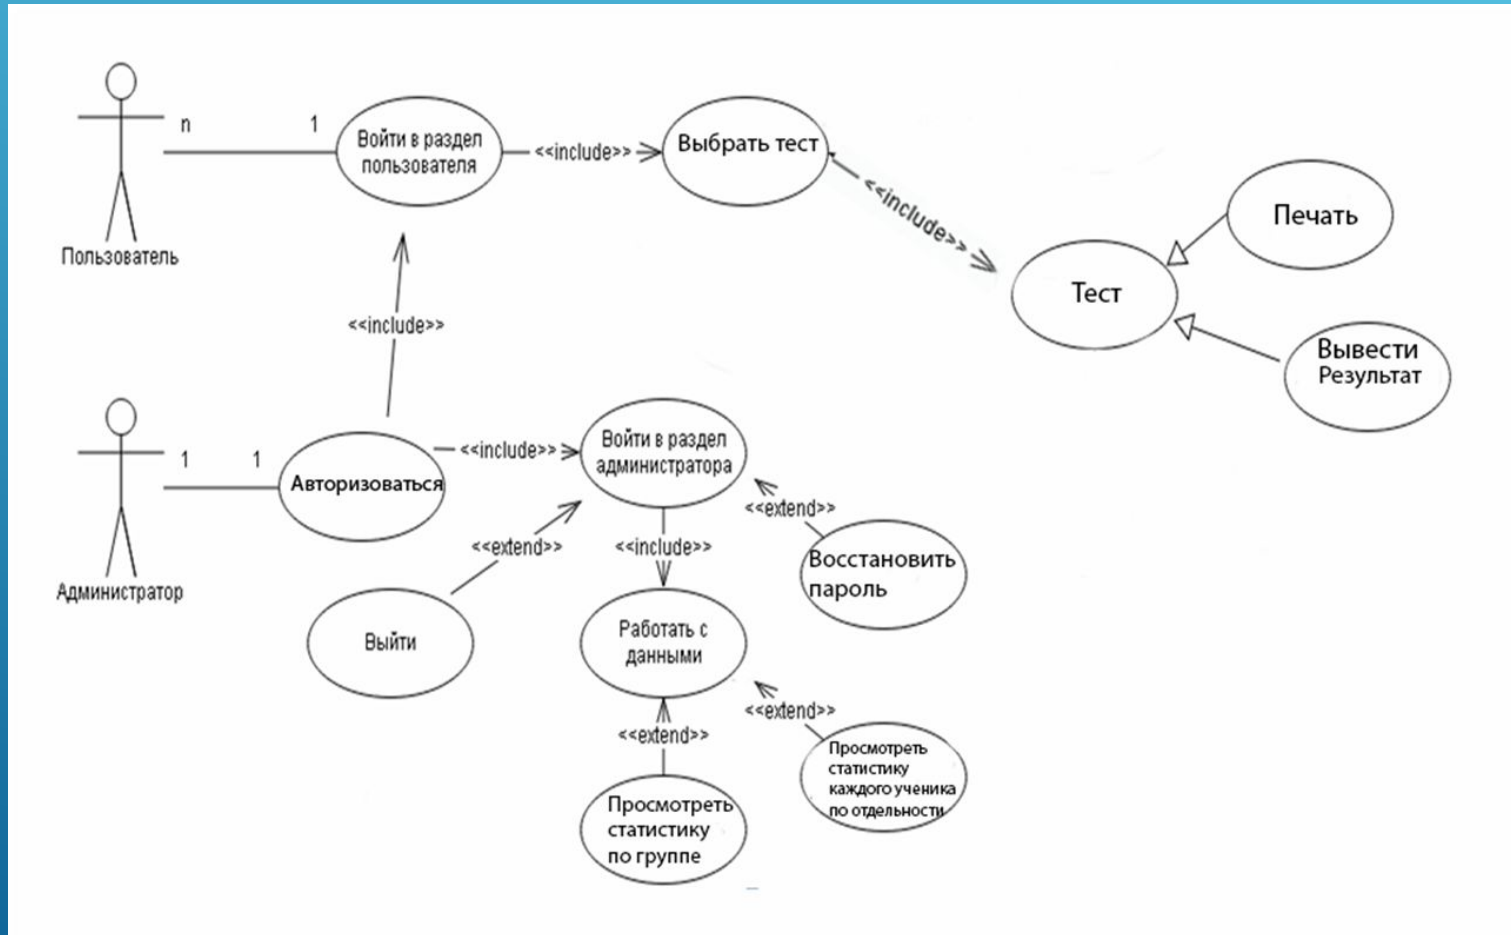 n
1
Войти в раздел
пользователя
<<include>>
Выбрать тест
<<include>>
Печать
Пользователь
Тест
<<include>>
Вывести
Результат
1
1
Авторизоваться
<<include>>
Войти в раздел
администратора
<<extend>>
<<include>>
<<extend>>
Восстановить
пароль
Администратор
Выйти
Работать с
данными
<<extend>>
<<extend>>
Просмотреть
статистику
каждого ученика
по отдельности
Просмотреть
статистику
по группе